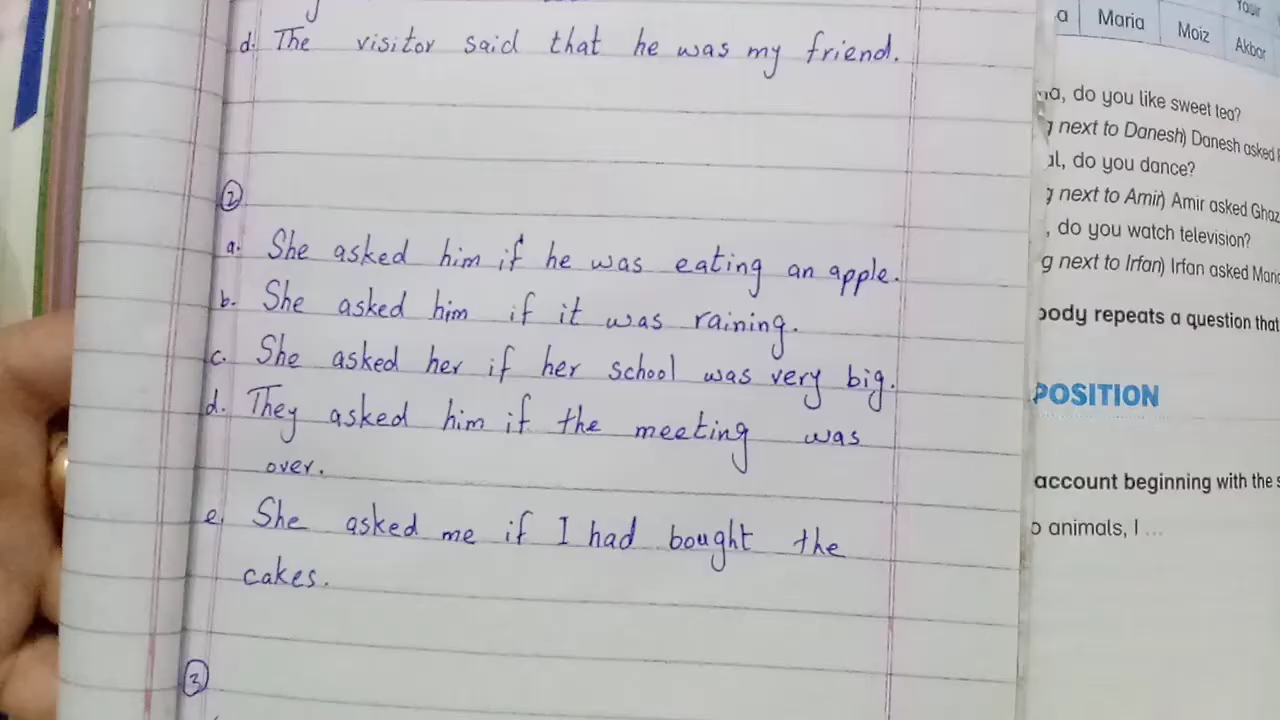 d. The visitor said that he was my friend.
2
a. She asked him if he was eating an apple.
b. She asked him if it was raining.
c. She asked her if her school was very big.
d. They asked him if the meeting was
over.
e. She asked me if I had bought the
cakes.
3
a Maria Moiz Akbar
Your
, do you like sweet tea?
next to Danesh) Danesh asked
, do you dance?
next to Amir) Amir asked
, do you watch television?
next to Irfan) Irfan asked
body repeats a question that
POSITION
account beginning with the
animals, I ...